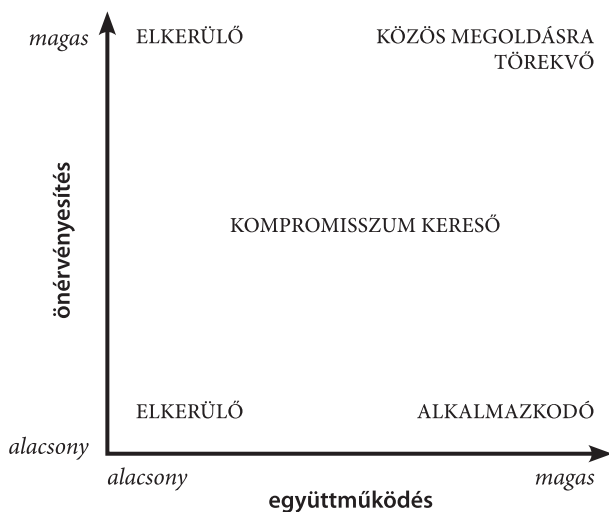 magas
ELKERÜLŐ
KÖZÖS MEGOLDÁSRA
TÖREKVŐ
önérvényesítés
KOMPROMISSZUM KERESŐ
ELKERÜLŐ
ALKALMAZKODÓ
alacsony
alacsony
magas
együttműködés